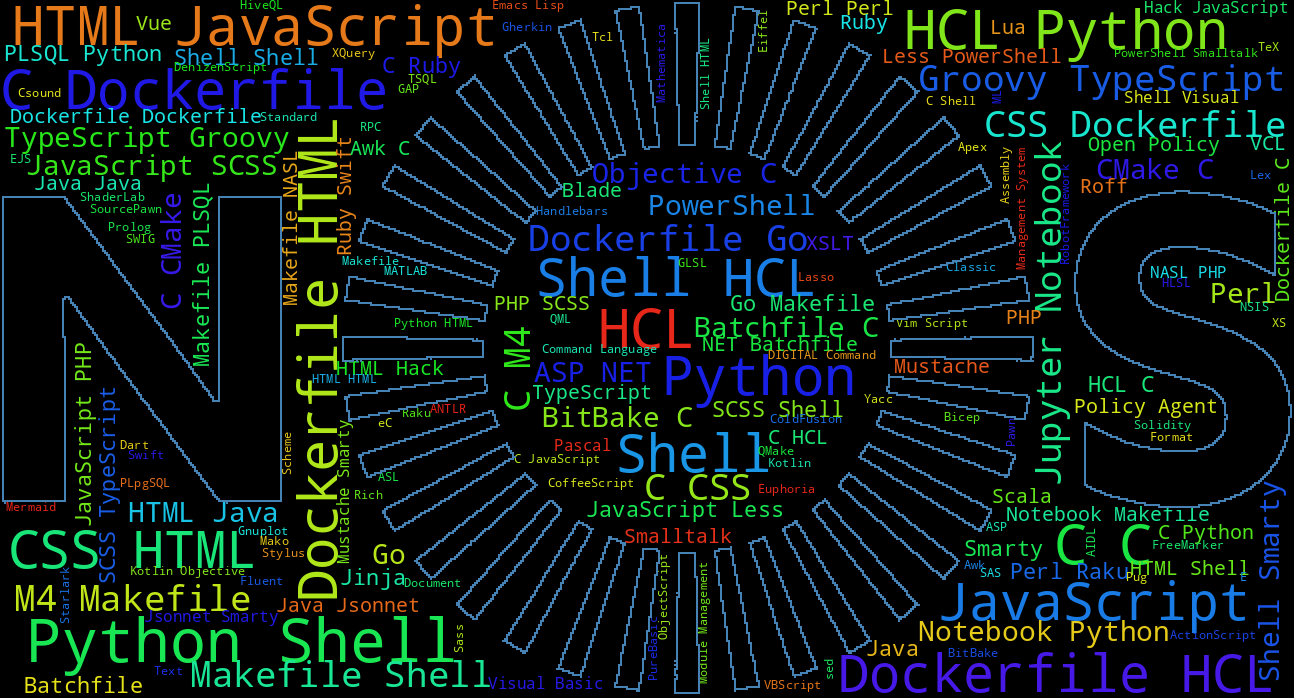 HTML JavaScript
Vue
HiveQL
Emacs Lisp
Gherkin
Tcl
Mathematica
Shell HTML
Eiffel
Perl Perl
Ruby
HCL Python
Lua
Hack JavaScript
PLSQL Python
Shell Shell
XQuery
DenizenScript
C Ruby
TSQL
GAP
Less PowerShell
PowerShell Smalltalk
TeX
C Dockerfile
Csound
Groovy TypeScript
C Shell
ML
Shell Visual
Dockerfile Dockerfile
Standard
CSS Dockerfile
TypeScript Groovy
RPC
Awk C
Apex
Open Policy
VCL
EJS
JavaScript SCSS
Java Java
ShaderLab
SourcePawn
Prolog
SWIG
C CMake
Makefile PLSQL
Makefile NASL
Dockerfile HTML
Ruby Swift
Makefile
MATLAB
Objective C
Blade
PowerShell
Handlebars
Dockerfile Go
XSLT
GLSL
Shell HCL
Lasso
PHP SCSS
Go Makefile
QML
HCL
Batchfile C
NET Batchfile
Command Language
DIGITAL Command
C M4
ASP NET
Python
TypeScript
BitBake C
SCSS Shell
ColdFusion
Pascal
Shell
C HCL
QMake
Kotlin
C JavaScript
CoffeeScript
C CSS
Euphoria
JavaScript Less
Smalltalk
Assembly
Management System
RobotFramework
Jupyter Notebook
CMake C
Roff
Lex
Dockerfile C
Classic
NASL PHP
HLSL
Perl
NSIS
XS
PHP
Vim Script
Mustache
Yacc
Bicep
Pawn
HCL C
Policy Agent
Solidity
Format
Python HTML
HTML Hack
HTML HTML
Raku
ANTLR
eC
ASL
Rich
Mustache Smarty
Scheme
JavaScript PHP
SCSS TypeScript
Dart
Swift
PLpgSQL
Mermaid
HTML Java
Gnuplot
Mako
Stylus
CSS HTML
Kotlin Objective
Fluent
Starlark
Go
Jinja
Document
M4 Makefile
Java Jsonnet
Jsonnet Smarty
Python Shell
Sass
Text
Makefile Shell
Batchfile
Visual Basic
PureBasic
ObjectScript
Module Management
VBScript
sed
Scala
Notebook Makefile
ASP
C C
AIDL
C Python
FreeMarker
Smarty
Awk
SAS
Perl Raku
Pug
HTML Shell
E
Shell Smarty
JavaScript
Notebook Python
ActionScript
Java
BitBake
Dockerfile HCL